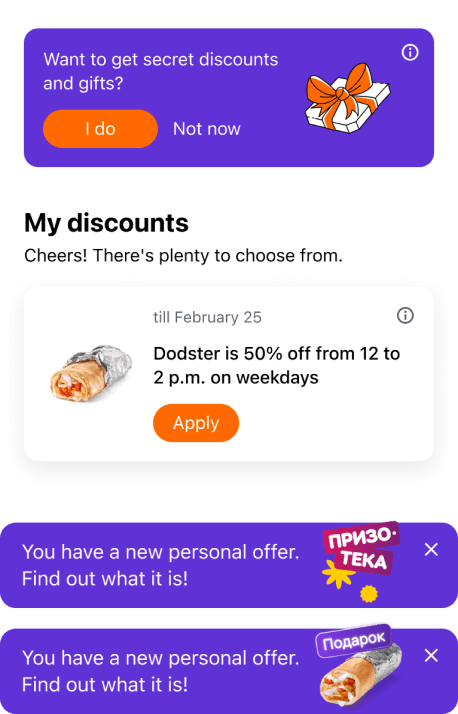 Want to get secret discounts
and gifts?
I do
Not now
My discounts
Cheers! There's plenty to choose from.
till February 25
Dodster is 50% off from 12 to
2 p.m. on weekdays
Apply
You have a new personal offer.
Find out what it is!
ПРИЗО·
ТЕКА
You have a new personal offer.
Find out what it is!
Подарок